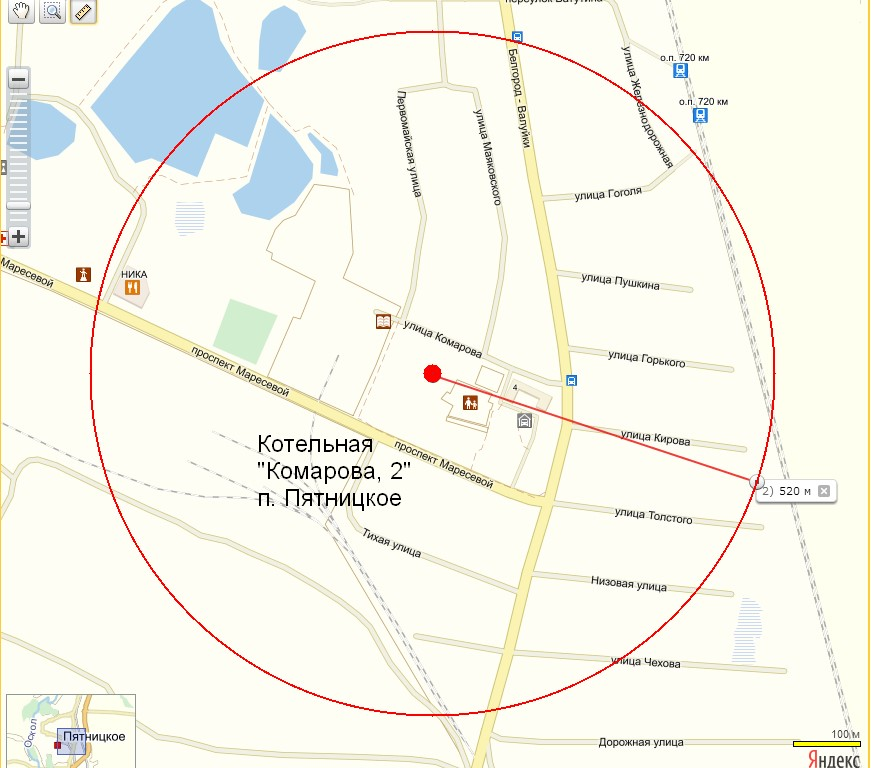 переулок Ватутина
о.п. 720 км
о.п. 720 км
улица Железнодорожная
Белгород - Валуйки
Первомайская улица
улица Маяковского
улица Гоголя
Маресевой
НИКА
улица Пушкина
улица Комарова
проспект Маресевой
улица Горького
4
Котельная
"Комарова, 2"
п. Пятницкое
проспект Маресевой
улица Кирова
2) 520 м
улица Толстого
Тихая улица
Низовая улица
улица Чехова
Оскол
Пятницкое
Дорожная улица
100 м
Яндекс